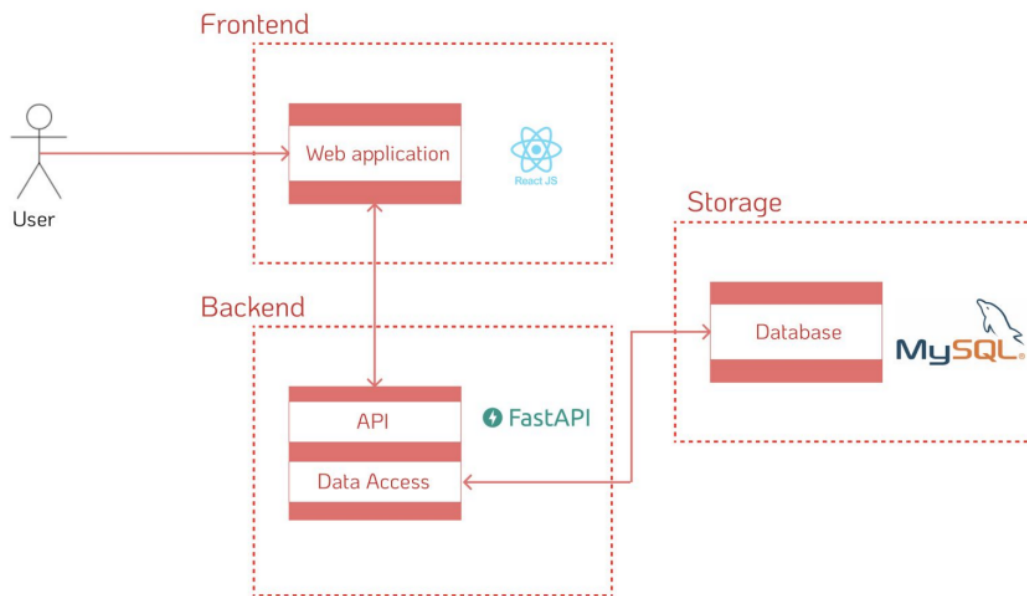 Frontend
Web application
React JS
User
Storage
Database
MySQL®
Backend
API
FastAPI
Data Access